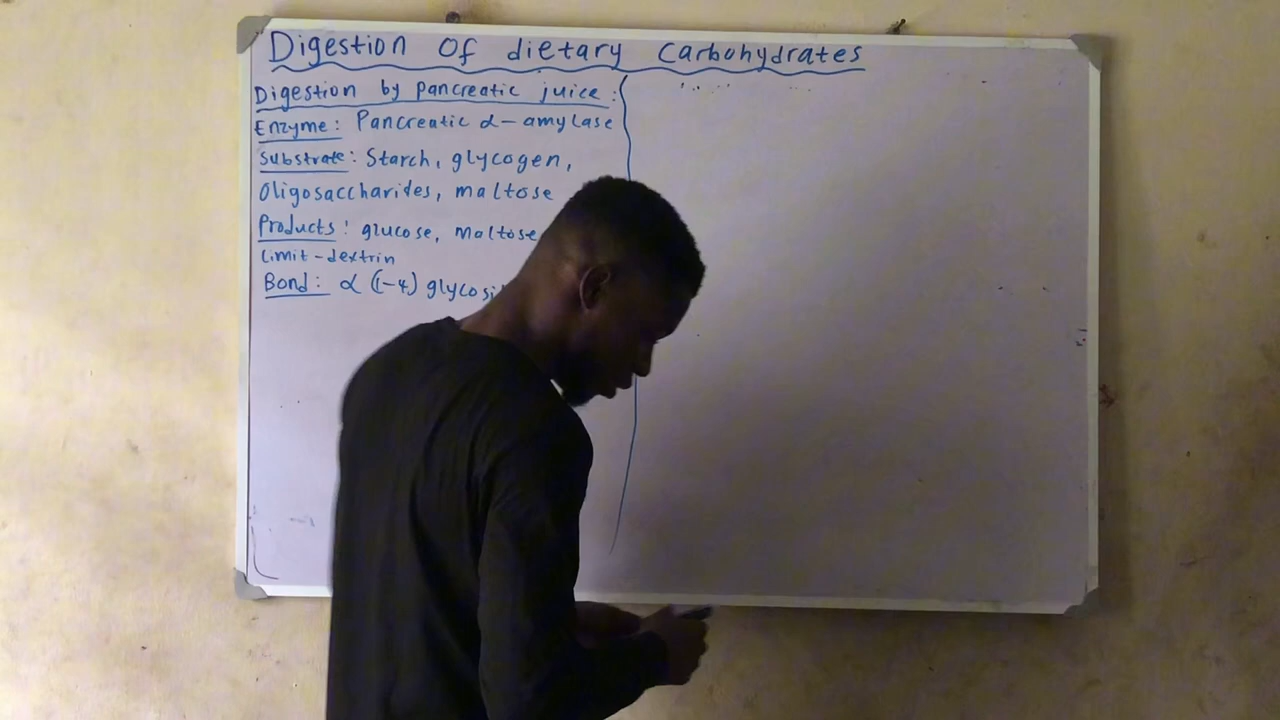 Digestion Of dietary Carbohydrates
Digestion by pancreatic juice:
Enzyme: Pancreatic α-amylase
Substrate: Starch, glycogen,
Oligosaccharides, maltose
Products: glucose, maltose
limit-dextrin
Bond: α (1-4)